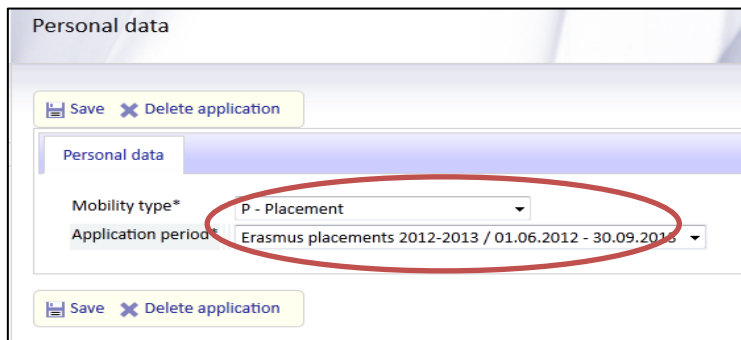 Personal data
Save Delete application
Personal data
Mobility type* P - Placement
Application period* Erasmus placements 2012-2013 / 01.06.2012 - 30.09.2013
Save Delete application